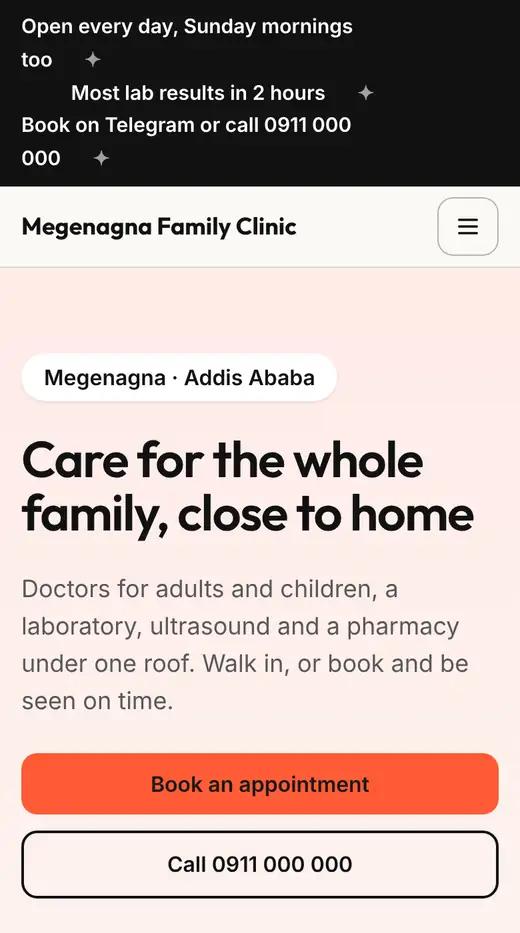 Open every day, Sunday mornings
too ✦
Most lab results in 2 hours ✦
Book on Telegram or call 0911 000
000 ✦
Megenagna Family Clinic
Megenagna · Addis Ababa
Care for the whole
family, close to home
Doctors for adults and children, a
laboratory, ultrasound and a pharmacy
under one roof. Walk in, or book and be
seen on time.
Book an appointment
Call 0911 000 000